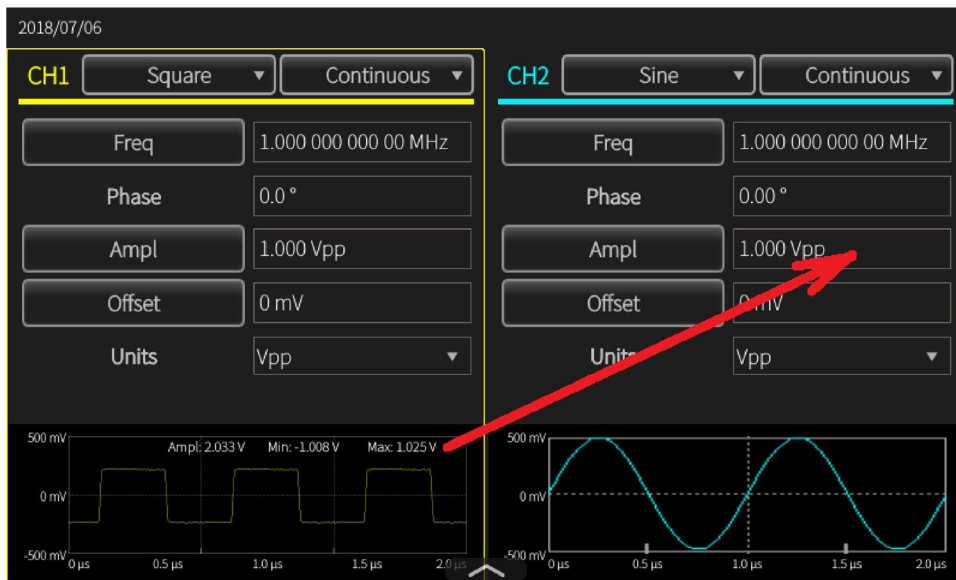 2018/07/06
CH1 Square Continuous
Freq 1.000 000 000 00 MHz
Phase 0.0 °
Ampl 1.000 Vpp
Offset 0 mV
Units Vpp
500 mV Ampl: 2.033 V Min: -1.008 V Max: 1.025 V
0 mV
-500 mV
0 µs 0.5 µs 1.0 µs 1.5 µs 2.0 µs
CH2 Sine Continuous
Freq 1.000 000 000 00 MHz
Phase 0.00 °
Ampl 1.000 Vpp
Offset 0 mV
Units Vpp
500 mV
0 mV
-500 mV
0 µs 0.5 µs 1.0 µs 1.5 µs 2.0 µs